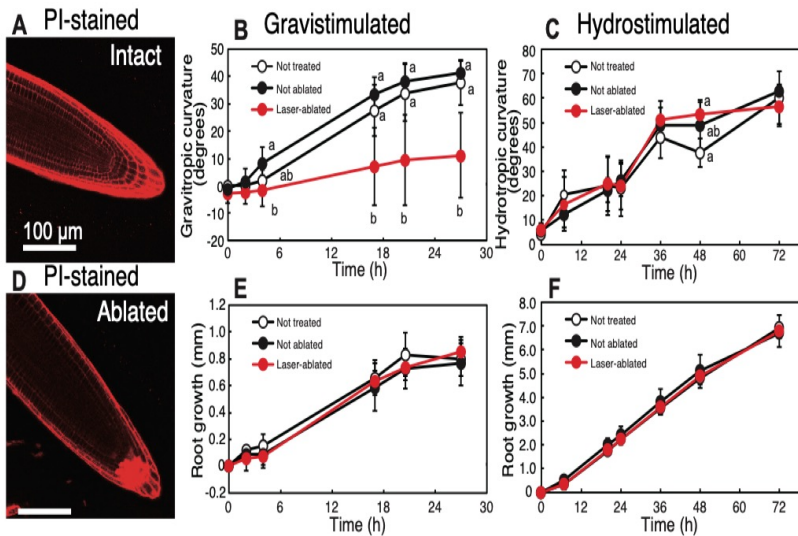 A PI-stained
Intact
100 µm
B Gravistimulated
Not treated
Not ablated
Laser-ablated
Gravitropic curvature
(degrees)
50
40
30
20
10
0
-10
-20
a
ab
b
a
a
b
a
a
b
a
a
b
0 6 12 18 24 30
Time (h)
C Hydrostimulated
Not treated
Not ablated
Laser-ablated
Hydrotropic curvature
(degrees)
80
70
60
50
40
30
20
10
0
a
ab
a
0 12 24 36 48 60 72
Time (h)
D PI-stained
Ablated
E
Not treated
Not ablated
Laser-ablated
Root growth (mm)
1.2
1.0
0.8
0.6
0.4
0.2
0
-0.2
0 6 12 18 24 30
Time (h)
F
Not treated
Not ablated
Laser-ablated
Root growth (mm)
8.0
7.0
6.0
5.0
4.0
3.0
2.0
1.0
0
0 12 24 36 48 60 72
Time (h)